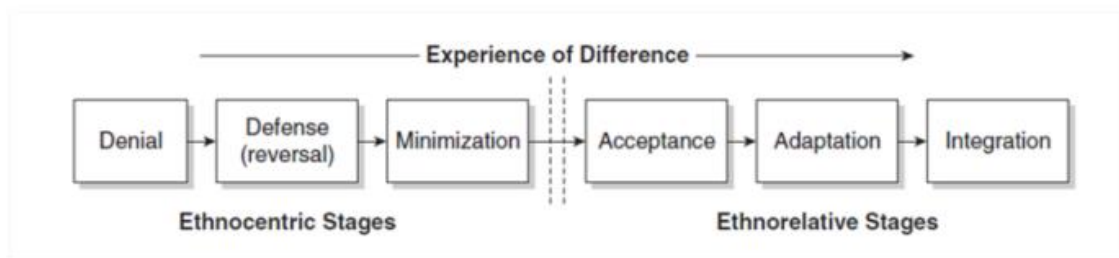 Experience of Difference
Denial
Defense
(reversal)
Minimization
Acceptance
Adaptation
Integration
Ethnocentric Stages
Ethnorelative Stages